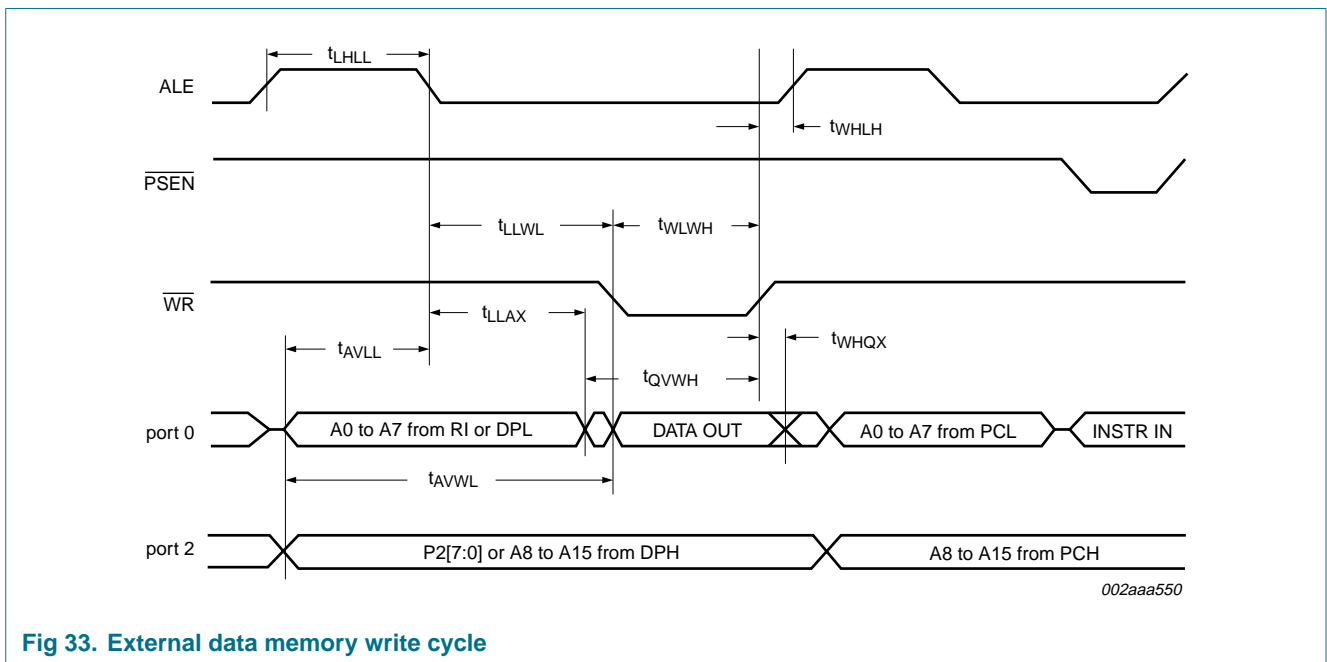 tLHLL
ALE
tWHLH
PSEN
tLLWL
tWLWH
WR
tLLAX
tWHQX
tAVLL
tQVWH
port 0
A0 to A7 from RI or DPL
DATA OUT
A0 to A7 from PCL
INSTR IN
tAVWL
port 2
P2[7:0] or A8 to A15 from DPH
A8 to A15 from PCH
002aaa550
Fig 33. External data memory write cycle